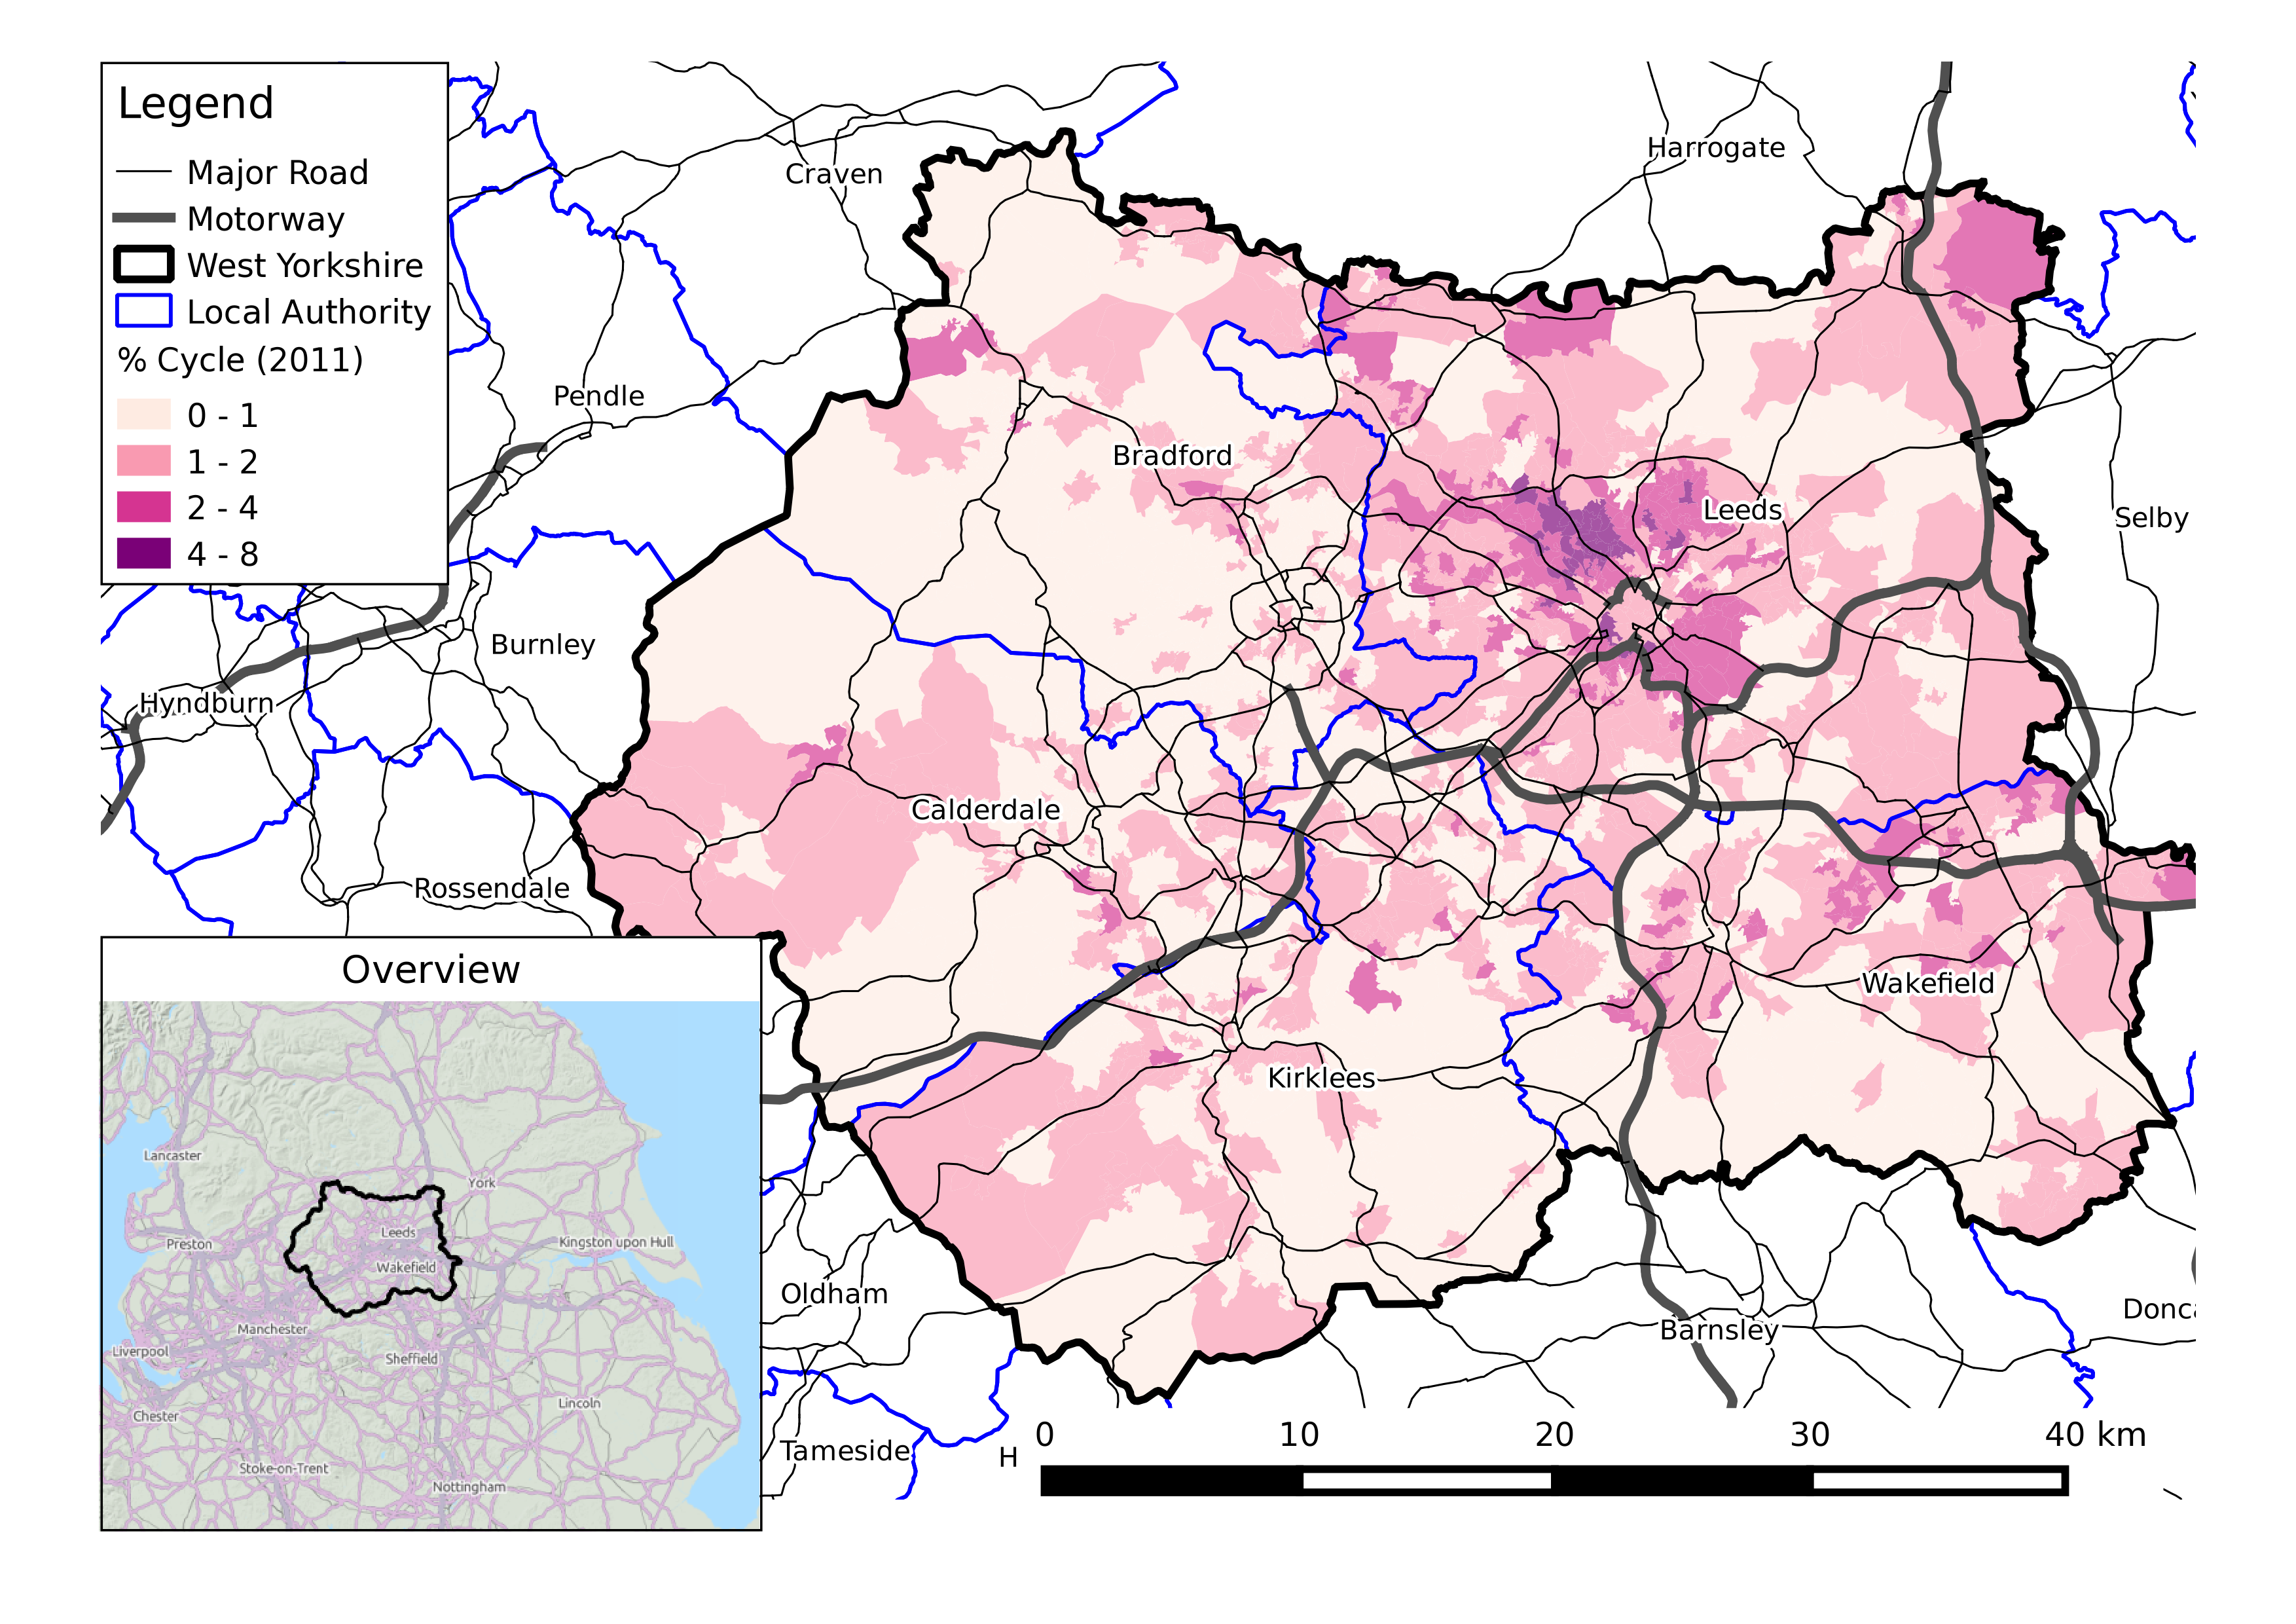 Legend
Major Road
Motorway
West Yorkshire
Local Authority
% Cycle (2011)
0 - 1
1 - 2
2 - 4
4 - 8
Craven
Harrogate
Pendle
Bradford
Leeds
Selby
Burnley
Hyndburn
Calderdale
Rossendale
Wakefield
Kirklees
Oldham
Barnsley
Donca
Tameside
H
Overview
Lancaster
York
Preston
Leeds
Kingston upon Hull
Wakefield
Manchester
Liverpool
Sheffield
Chester
Lincoln
Stoke-on-Trent
Nottingham
0 10 20 30 40 km